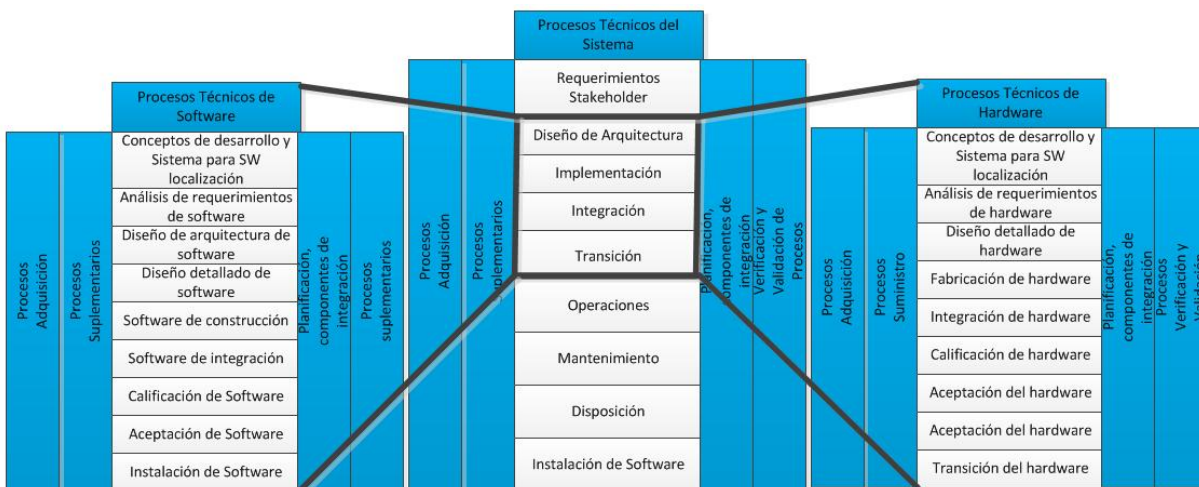 Procesos Técnicos de
Software
Procesos
Adquisición
Procesos
Suplementarios
Conceptos de desarrollo y
Sistema para SW
localización
Análisis de requerimientos
de software
Diseño de arquitectura de
software
Diseño detallado de
software
Software de construcción
Software de integración
Calificación de Software
Aceptación de Software
Instalación de Software
Planificación,
componentes de
integración
Procesos
suplementarios
Procesos Técnicos del
Sistema
Procesos
Adquisición
Procesos
Suplementarios
Requerimientos
Stakeholder
Diseño de Arquitectura
Implementación
Integración
Transición
Operaciones
Mantenimiento
Disposición
Instalación de Software
Planificación,
componentes de
integración
Verificación y
Validación de
Procesos
Procesos Técnicos de
Hardware
Procesos
Adquisición
Procesos
Suministro
Conceptos de desarrollo y
Sistema para SW
localización
Análisis de requerimientos
de hardware
Diseño detallado de
hardware
Fabricación de hardware
Integración de hardware
Calificación de hardware
Aceptación del hardware
Aceptación del hardware
Transición del hardware
Planificación,
componentes de
integración
Procesos
Verificación y